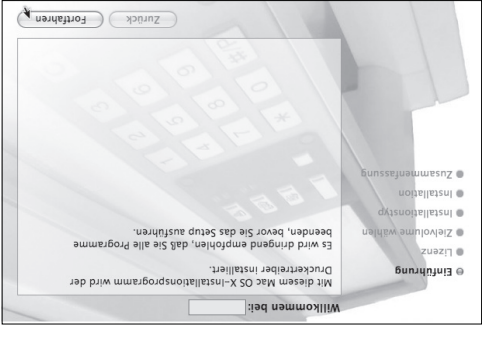 Willkommen bei:
Mit diesem Mac OS X-Installationsprogramm wird der
Druckertreiber installiert.
Es wird dringend empfohlen, daß Sie alle Programme
beenden, bevor Sie das Setup ausführen.
Einführung
Lizenz
Zielvolume wählen
Installationstyp
Installation
Zusammenfassung
Zurück
Fortfahren